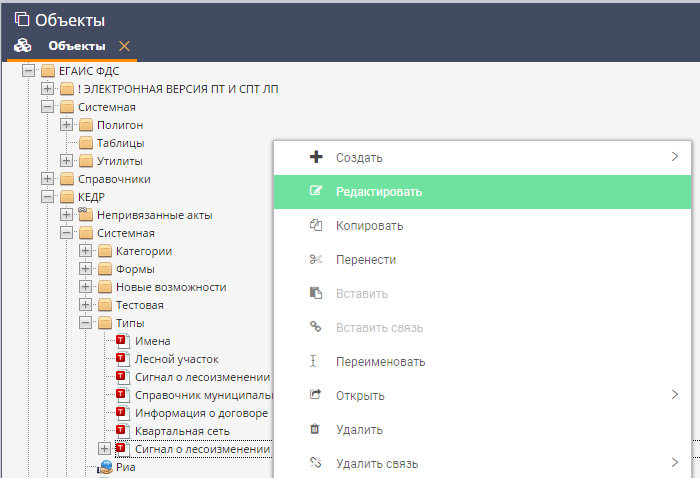 Объекты
Объекты
ЕГАИС ФДС
! ЭЛЕКТРОННАЯ ВЕРСИЯ ПТ И СПТ ЛП
Системная
Полигон
Таблицы
Утилиты
Справочники
КЕДР
Непривязанные акты
Системная
Категории
Формы
Новые возможности
Тестовая
Типы
Имена
Лесной участок
Сигнал о лесоизменении
Справочник муниципаль
Информация о договоре
Квартальная сеть
Сигнал о лесоизменении
Риа
Создать
Редактировать
Копировать
Перенести
Вставить
Вставить связь
Переименовать
Открыть
Удалить
Удалить связь